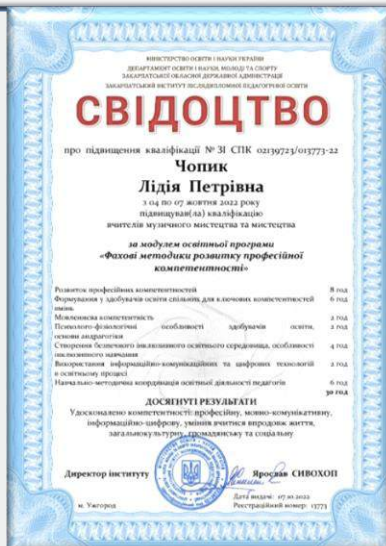 МІНІСТЕРСТВО ОСВІТИ І НАУКИ УКРАЇНИ
ДЕПАРТАМЕНТ ОСВІТИ І НАУКИ, МОЛОДІ ТА СПОРТУ
ЗАКАРПАТСЬКОЇ ОБЛАСНОЇ ДЕРЖАВНОЇ АДМІНІСТРАЦІЇ
ЗАКАРПАТСЬКИЙ ІНСТИТУТ ПІСЛЯДИПЛОМНОЇ ПЕДАГОГІЧНОЇ ОСВІТИ
СВІДОЦТВО
про підвищення кваліфікації № ЗІ СПК 02139723/013773-22
Чопик
Лідія Петрівна
з 04 по 07 жовтня 2022 року
підвищував(ла) кваліфікацію
вчителів музичного мистецтва та мистецтва
за модулем освітньої програми
«Фахові методики розвитку професійної
компетентності»
Розвиток професійних компетентностей 8 год
Формування у здобувачів освіти спільних для ключових компетентностей 6 год
вмінь
Мовленнєва компетентність 2 год
Психолого-фізіологічні особливості здобувачів освіти, 2 год
основи андрагогіки
Створення безпечного інклюзивного освітнього середовища, особливості 4 год
інклюзивного навчання
Використання інформаційно-комунікаційних та цифрових технологій 2 год
в освітньому процесі
Навчально-методична координація освітньої діяльності педагогів 6 год
30 год
ДОСЯГНУТІ РЕЗУЛЬТАТИ
Удосконалено компетентності: професійну, мовно-комунікативну,
інформаційно-цифрову, уміння вчитися впродовж життя,
загальнокультурну, громадянську та соціальну
Директор інституту Ярослав СИВОХОП
Дата видачі: 07.10.2022
м. Ужгород Реєстраційний номер: 13773